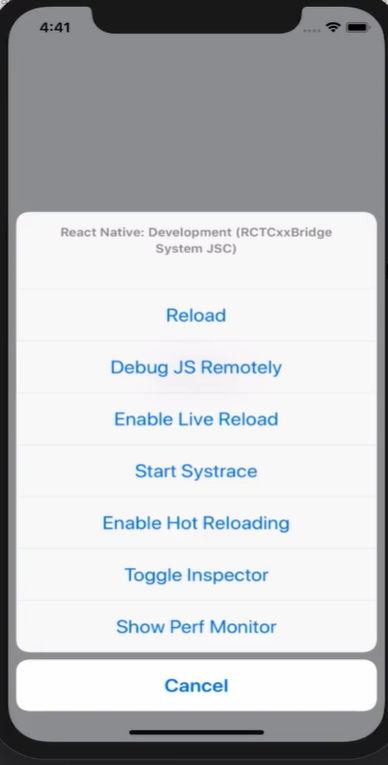 4:41
React Native: Development (RCTCxxBridge
System JSC)
Reload
Debug JS Remotely
Enable Live Reload
Start Systrace
Enable Hot Reloading
Toggle Inspector
Show Perf Monitor
Cancel